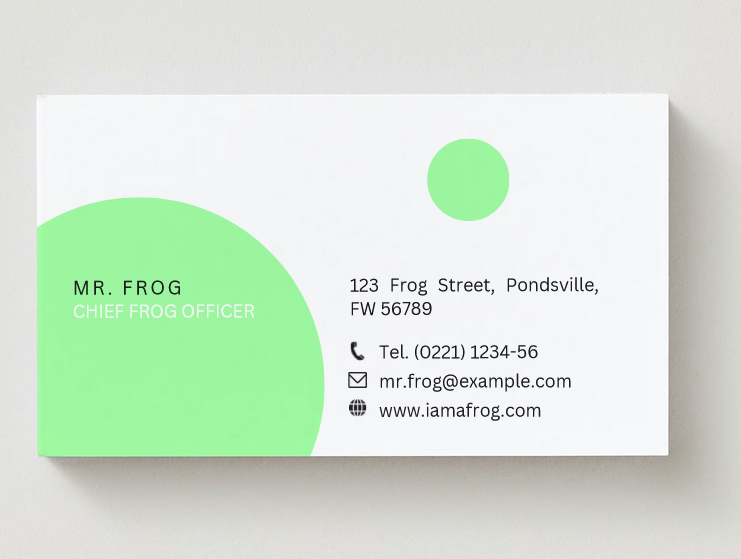 MR. FROG
CHIEF FROG OFFICER
123 Frog Street, Pondsville,
FW 56789
Tel. (0221) 1234-56
mr.frog@example.com
www.iamafrog.com